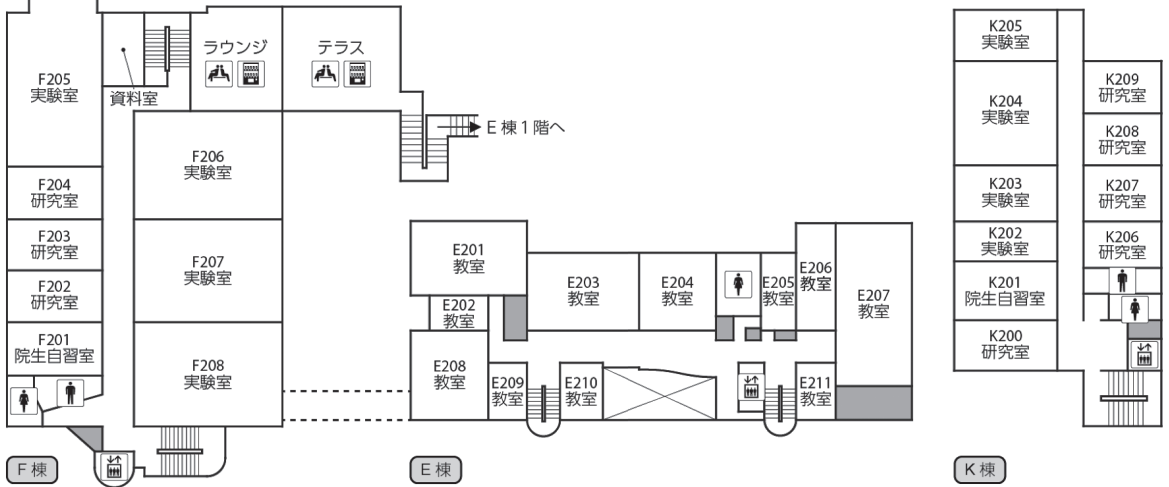 F205
実験室
資料室
ラウンジ
テラス
E 棟 1 階へ
F206
実験室
F204
研究室
F203
研究室
F207
実験室
F202
研究室
F201
院生自習室
F208
実験室
F 棟
E201
教室
E202
教室
E203
教室
E204
教室
E205
教室
E206
教室
E207
教室
E208
教室
E209
教室
E210
教室
E211
教室
E 棟
K205
実験室
K204
実験室
K203
実験室
K202
実験室
K201
院生自習室
K200
研究室
K209
研究室
K208
研究室
K207
研究室
K206
研究室
K 棟